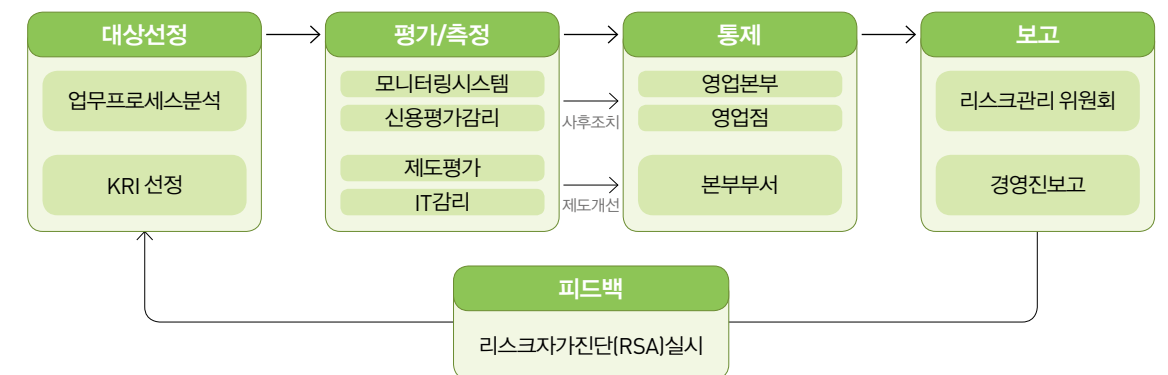 대상선정
업무프로세스분석
KRI 선정
평가/측정
모니터링시스템
신용평가감리
제도평가
IT감리
사후조치
제도개선
통제
영업본부
영업점
본부부서
보고
리스크관리 위원회
경영진보고
피드백
리스크자가진단(RSA)실시